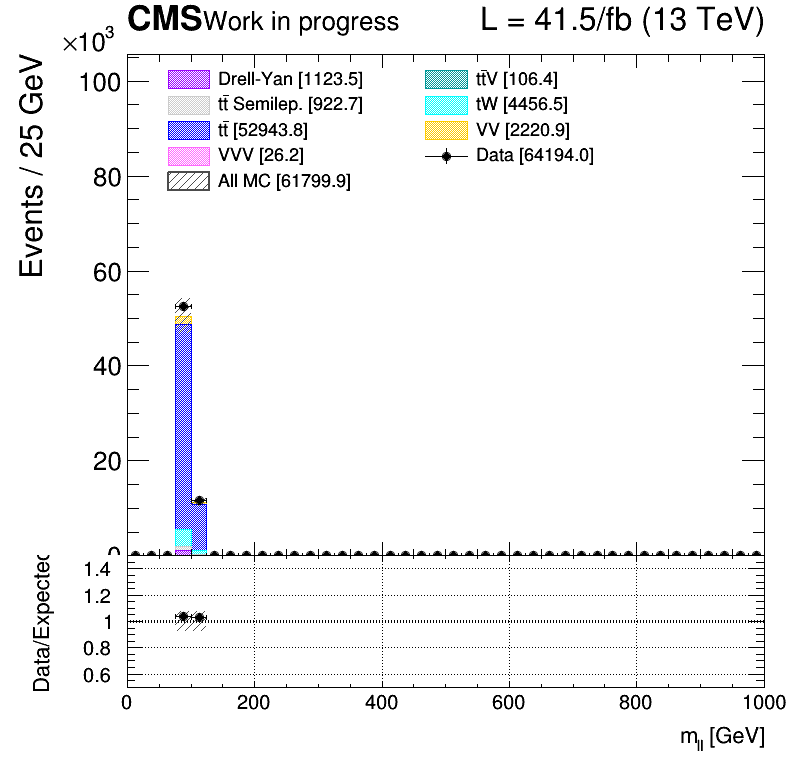 CMS Work in progress L = 41.5/fb (13 TeV)
×10³
Events / 25 GeV
100
80
60
40
20
0
Drell-Yan [1123.5]
tt̄ Semilep. [922.7]
tt̄ [52943.8]
VVV [26.2]
All MC [61799.9]
tt̄V [106.4]
tW [4456.5]
VV [2220.9]
Data [64194.0]
Data/Expected
1.4
1.2
1
0.8
0.6
0 200 400 600 800 1000
m_ll [GeV]